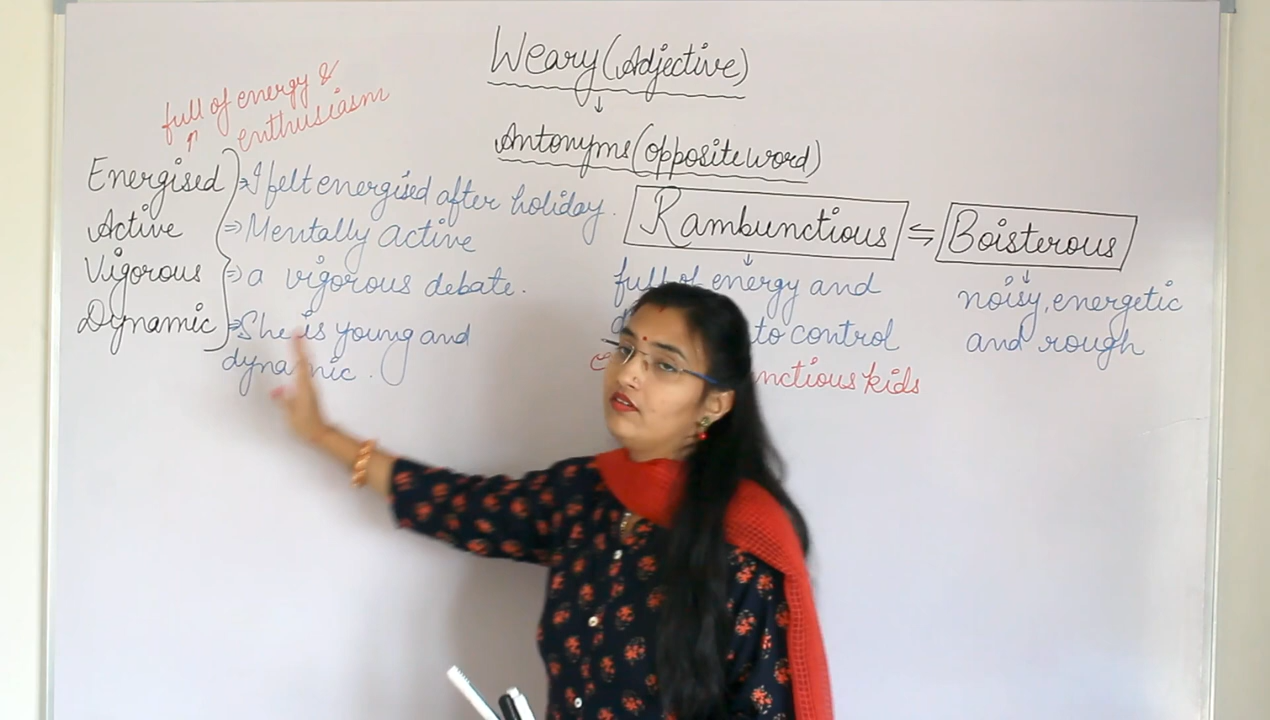 Weary (Adjective)
↓
Antonyms (opposite word)
full of energy &
enthusiasm
Energised ⇒ I felt energised after holiday.
Active ⇒ Mentally active
Vigorous ⇒ a vigorous debate.
Dynamic ⇒ She is young and
dynamic.
Rambunctious ⇋ Boisterous
↓
full of energy and
to control
kids
↓
noisy, energetic
and rough